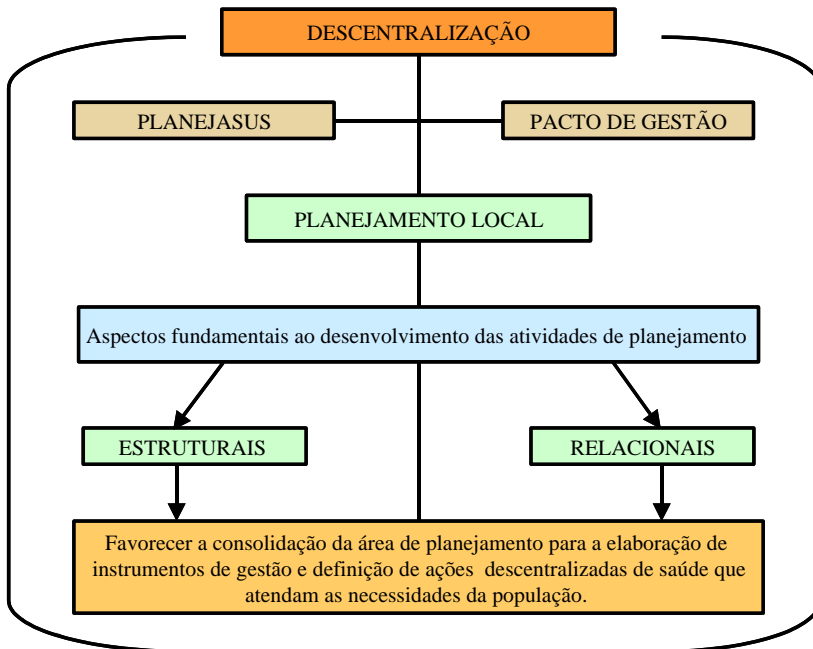 DESCENTRALIZAÇÃO
PLANEJASUS
PACTO DE GESTÃO
PLANEJAMENTO LOCAL
Aspectos fundamentais ao desenvolvimento das atividades de planejamento
ESTRUTURAIS
RELACIONAIS
Favorecer a consolidação da área de planejamento para a elaboração de
instrumentos de gestão e definição de ações descentralizadas de saúde que
atendam as necessidades da população.